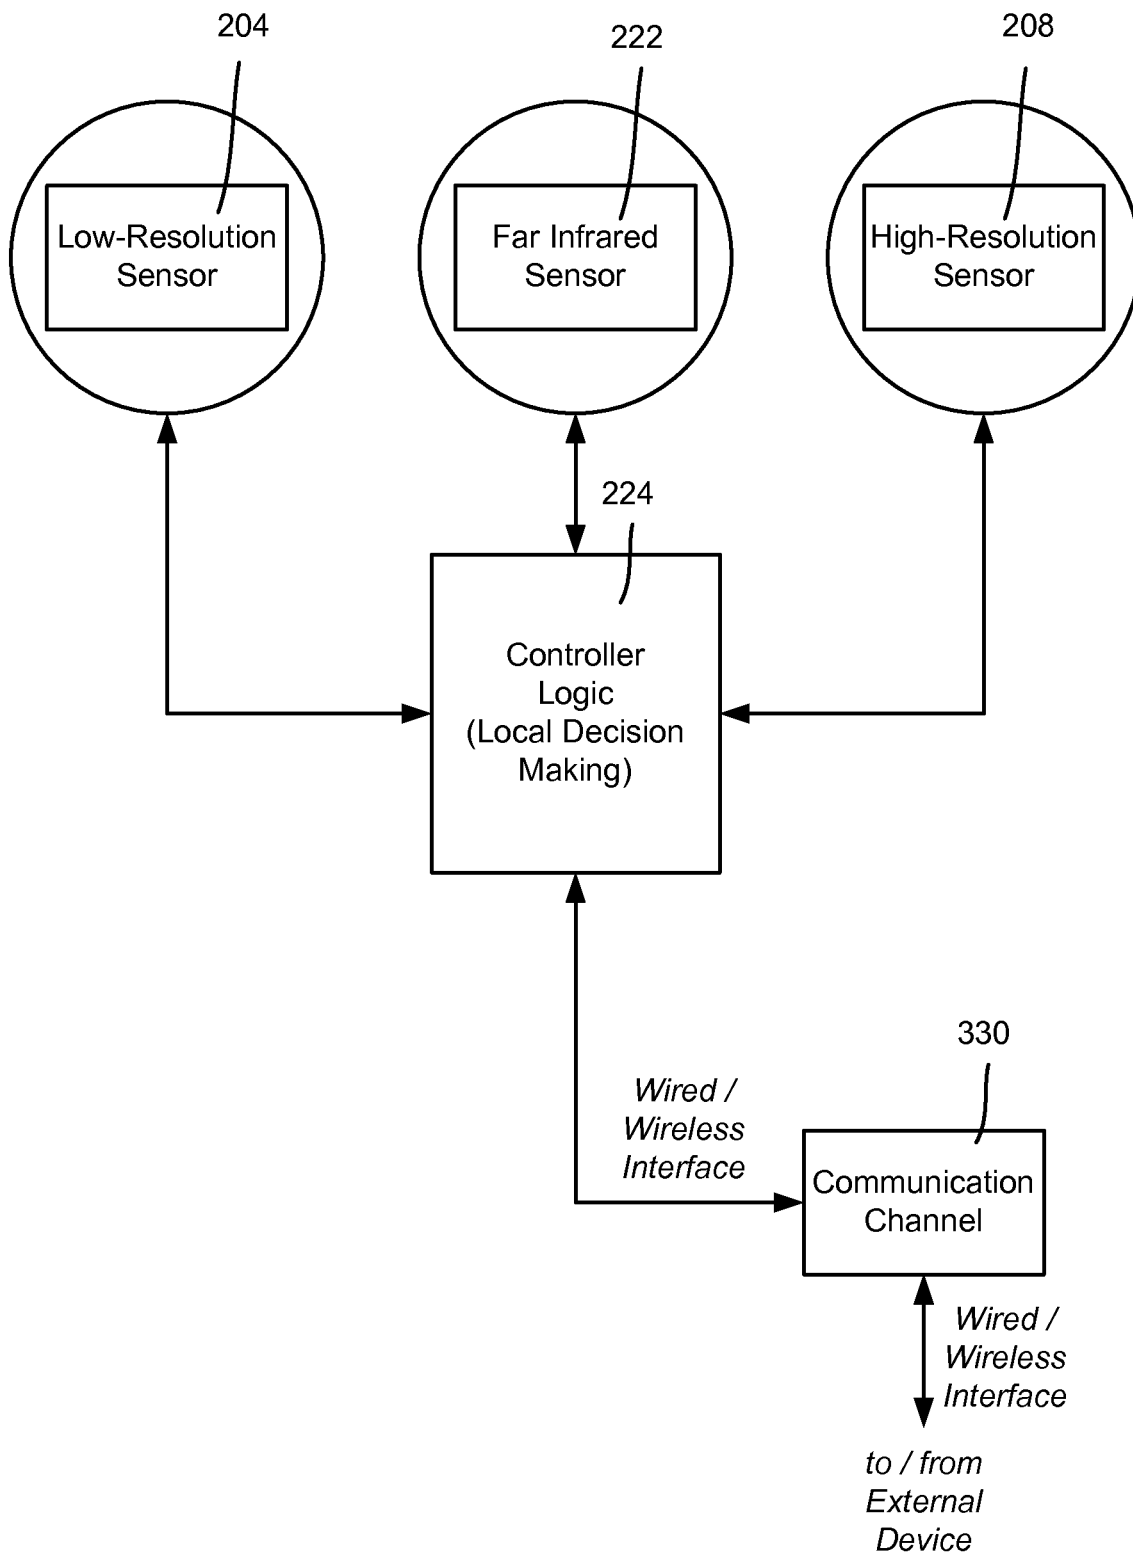 204
222
208
Low-Resolution
Sensor
Far Infrared
Sensor
High-Resolution
Sensor
224
Controller
Logic
(Local Decision
Making)
330
Wired /
Wireless
Interface
Communication
Channel
Wired /
Wireless
Interface
to / from
External
Device